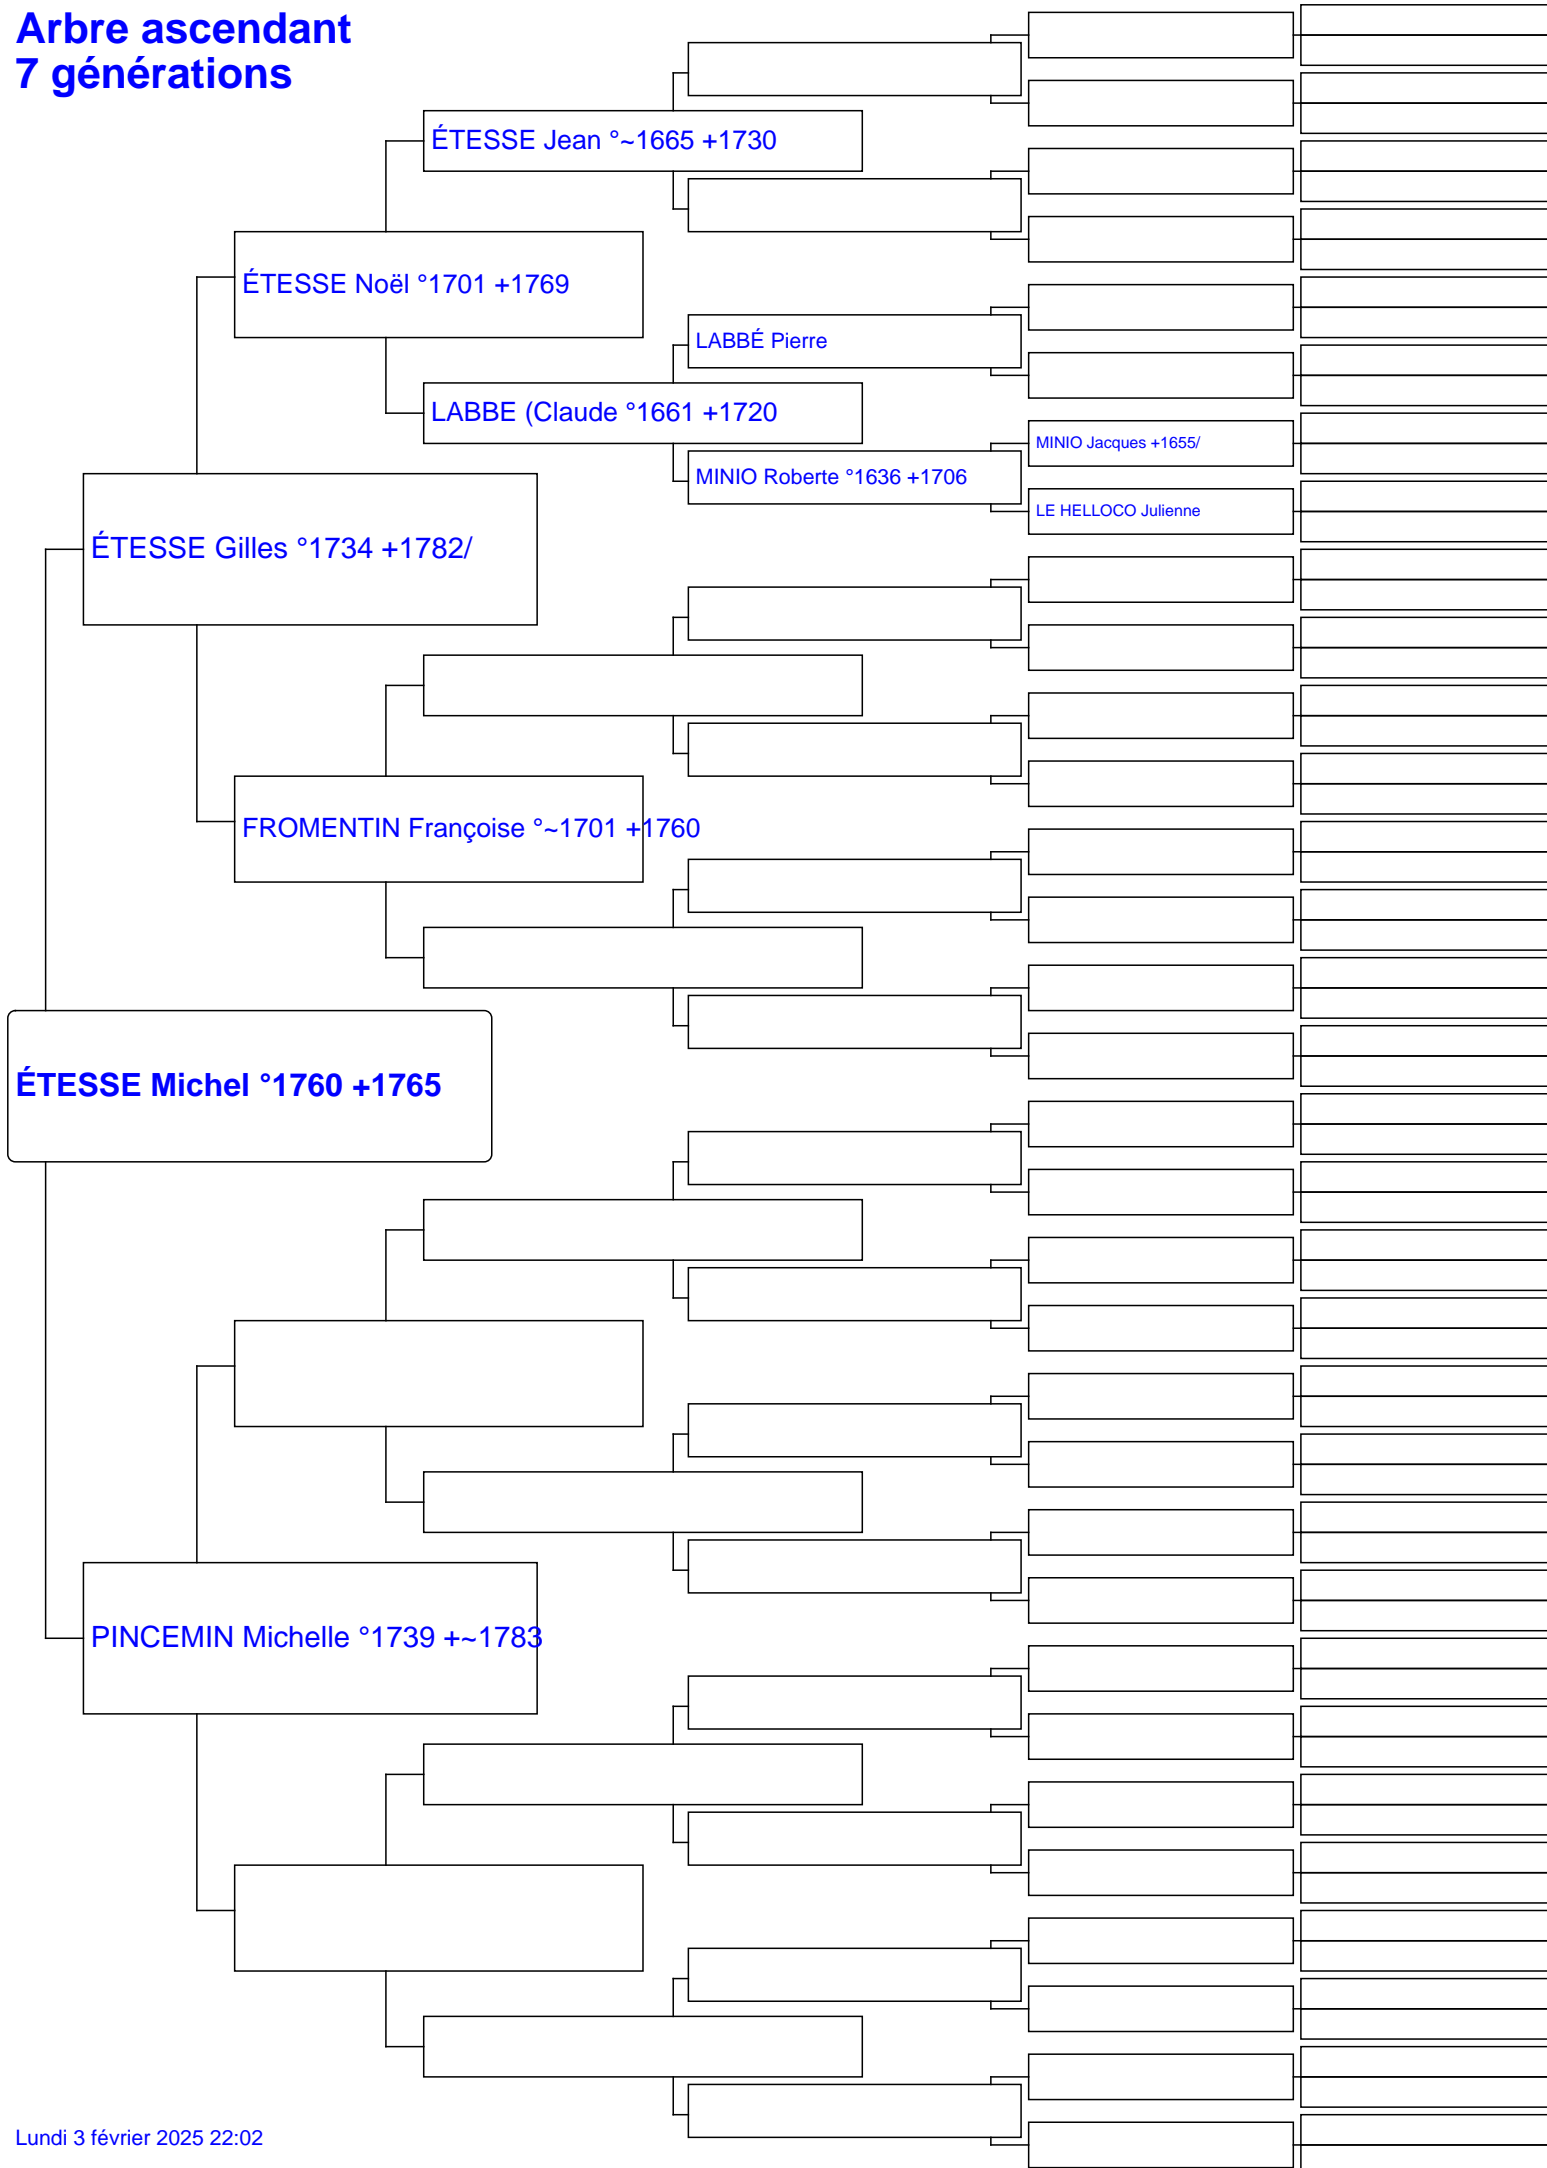 Arbre ascendant
7 générations
ÉTESSE Jean °~1665 +1730
ÉTESSE Noël °1701 +1769
LABBÉ Pierre
LABBE (Claude °1661 +1720
MINIO Jacques +1655/
MINIO Roberte °1636 +1706
LE HELLOCO Julienne
ÉTESSE Gilles °1734 +1782/
FROMENTIN Françoise °~1701 +1760
ÉTESSE Michel °1760 +1765
PINCEMIN Michelle °1739 +~1783
Lundi 3 février 2025 22:02